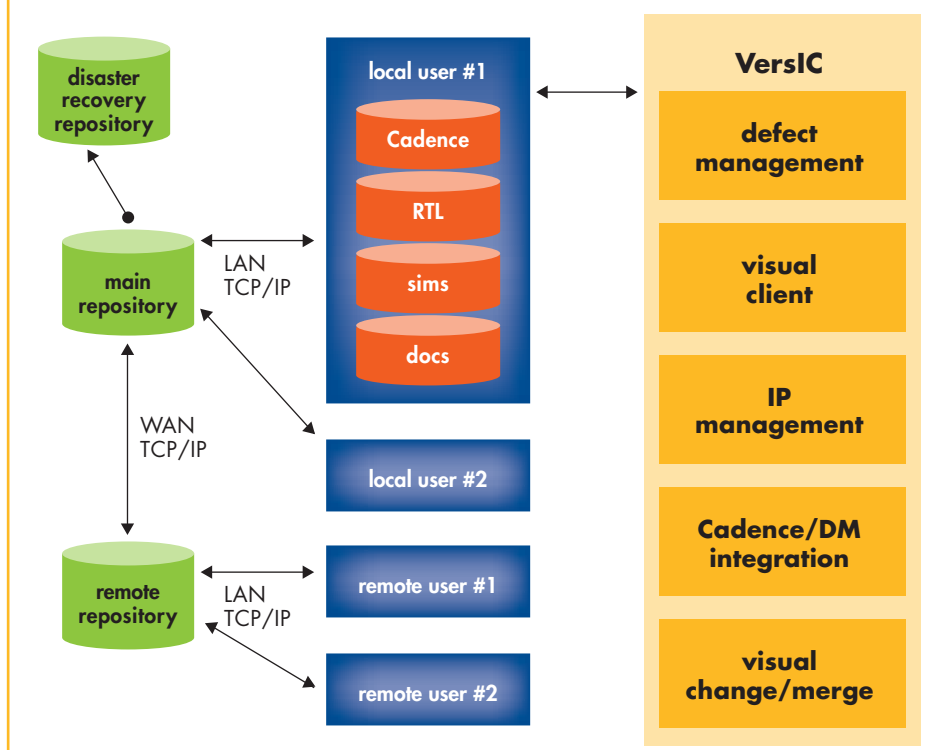 disaster
recovery
repository
main
repository
LAN
TCP/IP
WAN
TCP/IP
remote
repository
LAN
TCP/IP
local user #1
Cadence
RTL
sims
docs
local user #2
remote user #1
remote user #2
VersIC
defect
management
visual
client
IP
management
Cadence/DM
integration
visual
change/merge